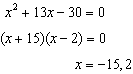 x² + 13x − 30 = 0
(x + 15)(x − 2) = 0
x = −15, 2